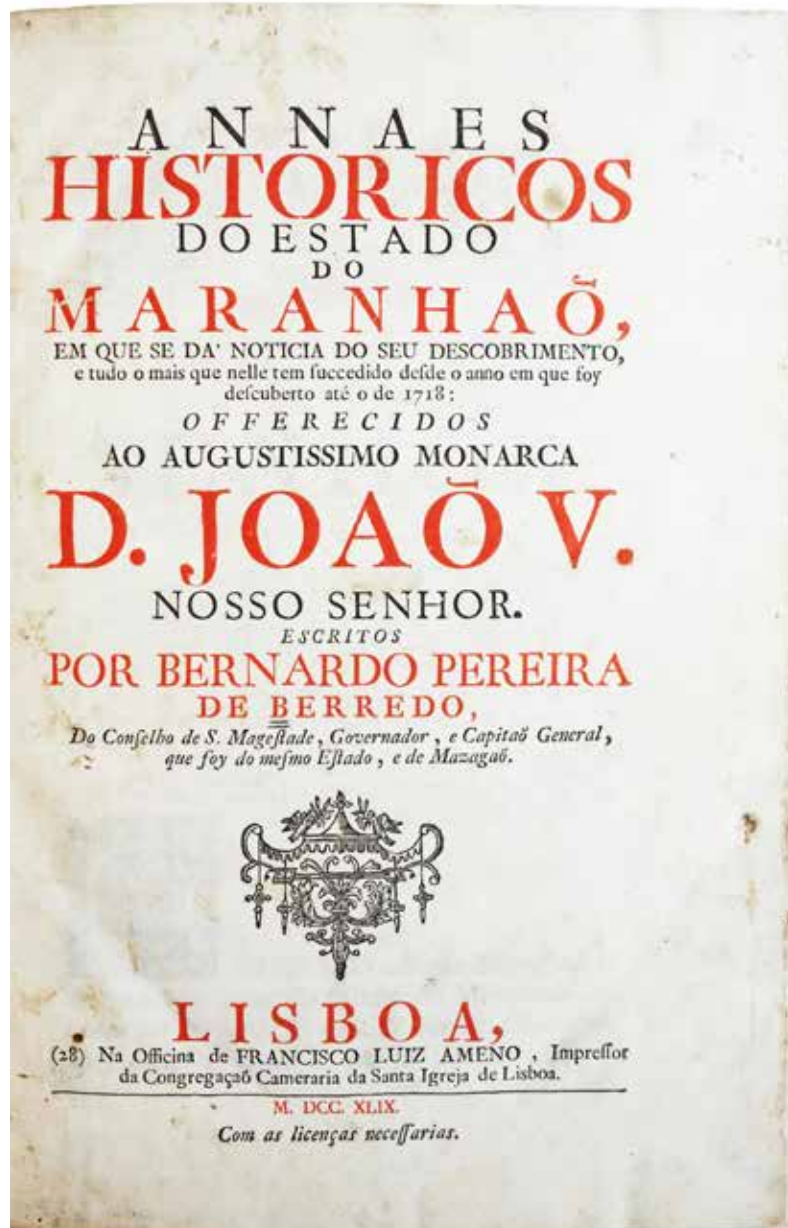 ANNAES
HISTORICOS
DO ESTADO
DO
MARANHAÕ,
EM QUE SE DA' NOTICIA DO SEU DESCOBRIMENTO,
e tudo o mais que nelle tem ſuccedido deſde o anno em que foy
deſcuberto até o de 1718:
OFFERECIDOS
AO AUGUSTISSIMO MONARCA
D. JOAÕ V.
NOSSO SENHOR.
ESCRITOS
POR BERNARDO PEREIRA
DE BERREDO,
Do Conſelho de S. Mageſtade, Governador, e Capitaõ General,
que foy do meſmo Eſtado, e de Mazagaõ.
LISBOA,
(28) Na Officina de FRANCISCO LUIZ AMENO, Impreſſor
da Congregaçaõ Cameraria da Santa Igreja de Lisboa.
M. DCC. XLIX.
Com as licenças neceſſarias.